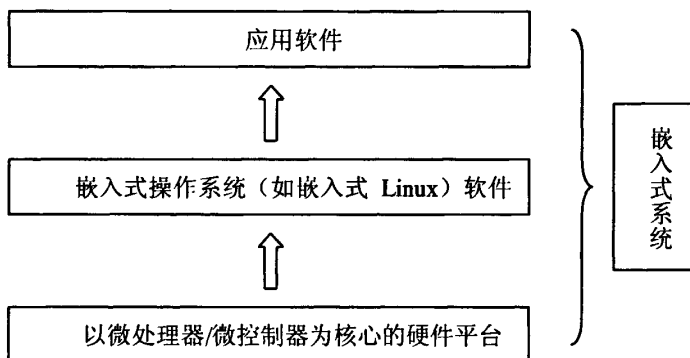 应用软件
嵌入式操作系统（如嵌入式 Linux）软件
以微处理器/微控制器为核心的硬件平台
嵌入式系统